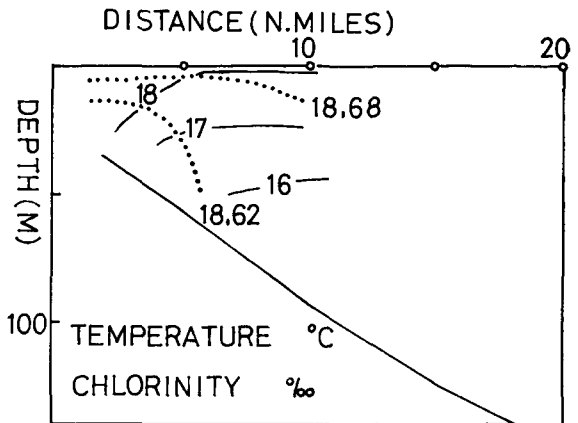 DISTANCE (N.MILES)
10
20
18
18,68
17
16
18,62
DEPTH (M)
100
TEMPERATURE °C
CHLORINITY ‰